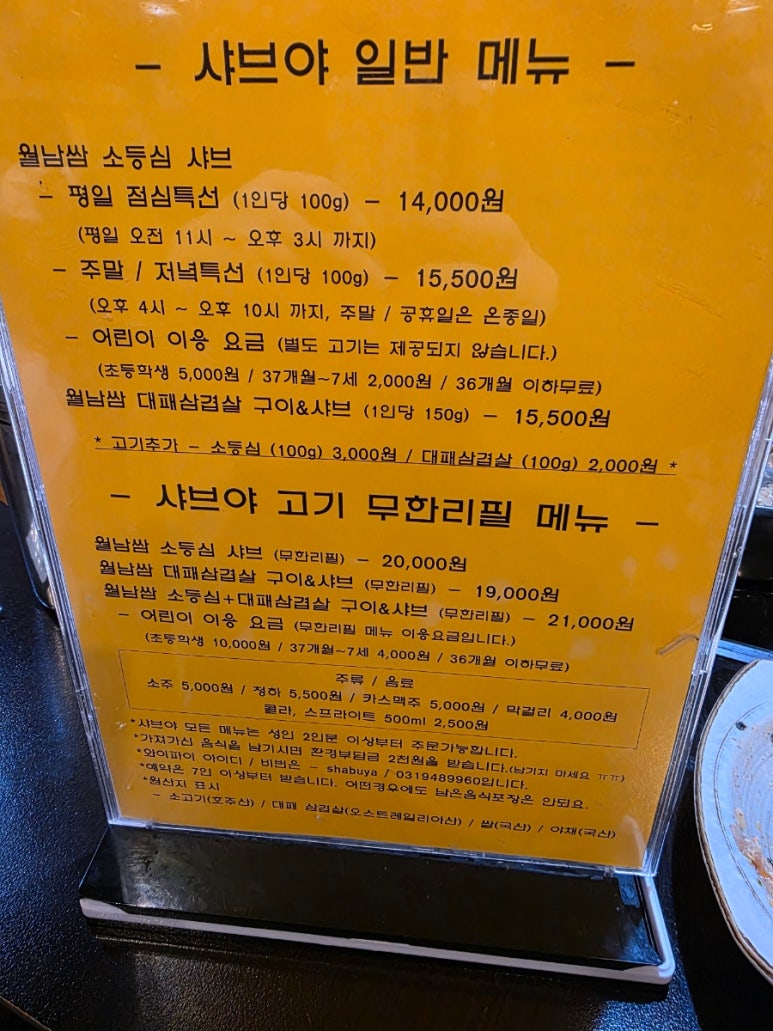 - 샤브야 일반 메뉴 -
월남쌈 소등심 샤브
- 평일 점심특선 (1인당 100g) - 14,000원
(평일 오전 11시 ~ 오후 3시 까지)
- 주말 / 저녁특선 (1인당 100g) - 15,500원
(오후 4시 ~ 오후 10시 까지, 주말 / 공휴일은 온종일)
- 어린이 이용 요금 (별도 고기는 제공되지 않습니다.)
(초등학생 5,000원 / 37개월~7세 2,000원 / 36개월 이하무료)
월남쌈 대패삼겹살 구이&샤브 (1인당 150g) - 15,500원
* 고기추가 - 소등심 (100g) 3,000원 / 대패삼겹살 (100g) 2,000원 *
- 샤브야 고기 무한리필 메뉴 -
월남쌈 소등심 샤브 (무한리필) - 20,000원
월남쌈 대패삼겹살 구이&샤브 (무한리필) - 19,000원
월남쌈 소등심+대패삼겹살 구이&샤브 (무한리필) - 21,000원
- 어린이 이용 요금 (무한리필 메뉴 이용요금입니다.)
(초등학생 10,000원 / 37개월~7세 4,000원 / 36개월 이하무료)
주류 / 음료
소주 5,000원 / 청하 5,500원 / 카스맥주 5,000원 / 막걸리 4,000원
콜라, 스프라이트 500ml 2,500원
*샤브야 모든 메뉴는 성인 2인분 이상부터 주문가능합니다.
*가져가신 음식을 남기시면 환경부담금 2천원을 받습니다.(남기지 마세요 ㅠㅠ)
*와이파이 아이디 / 비번은 - shabuya / 0319489960입니다.
*예약은 7인 이상부터 받습니다. 어떤경우에도 남은음식포장은 안되요.
*원산지 표시
- 소고기(호주산) / 대패 삼겹살(오스트레일리아산) / 쌀(국산) / 야채(국산)